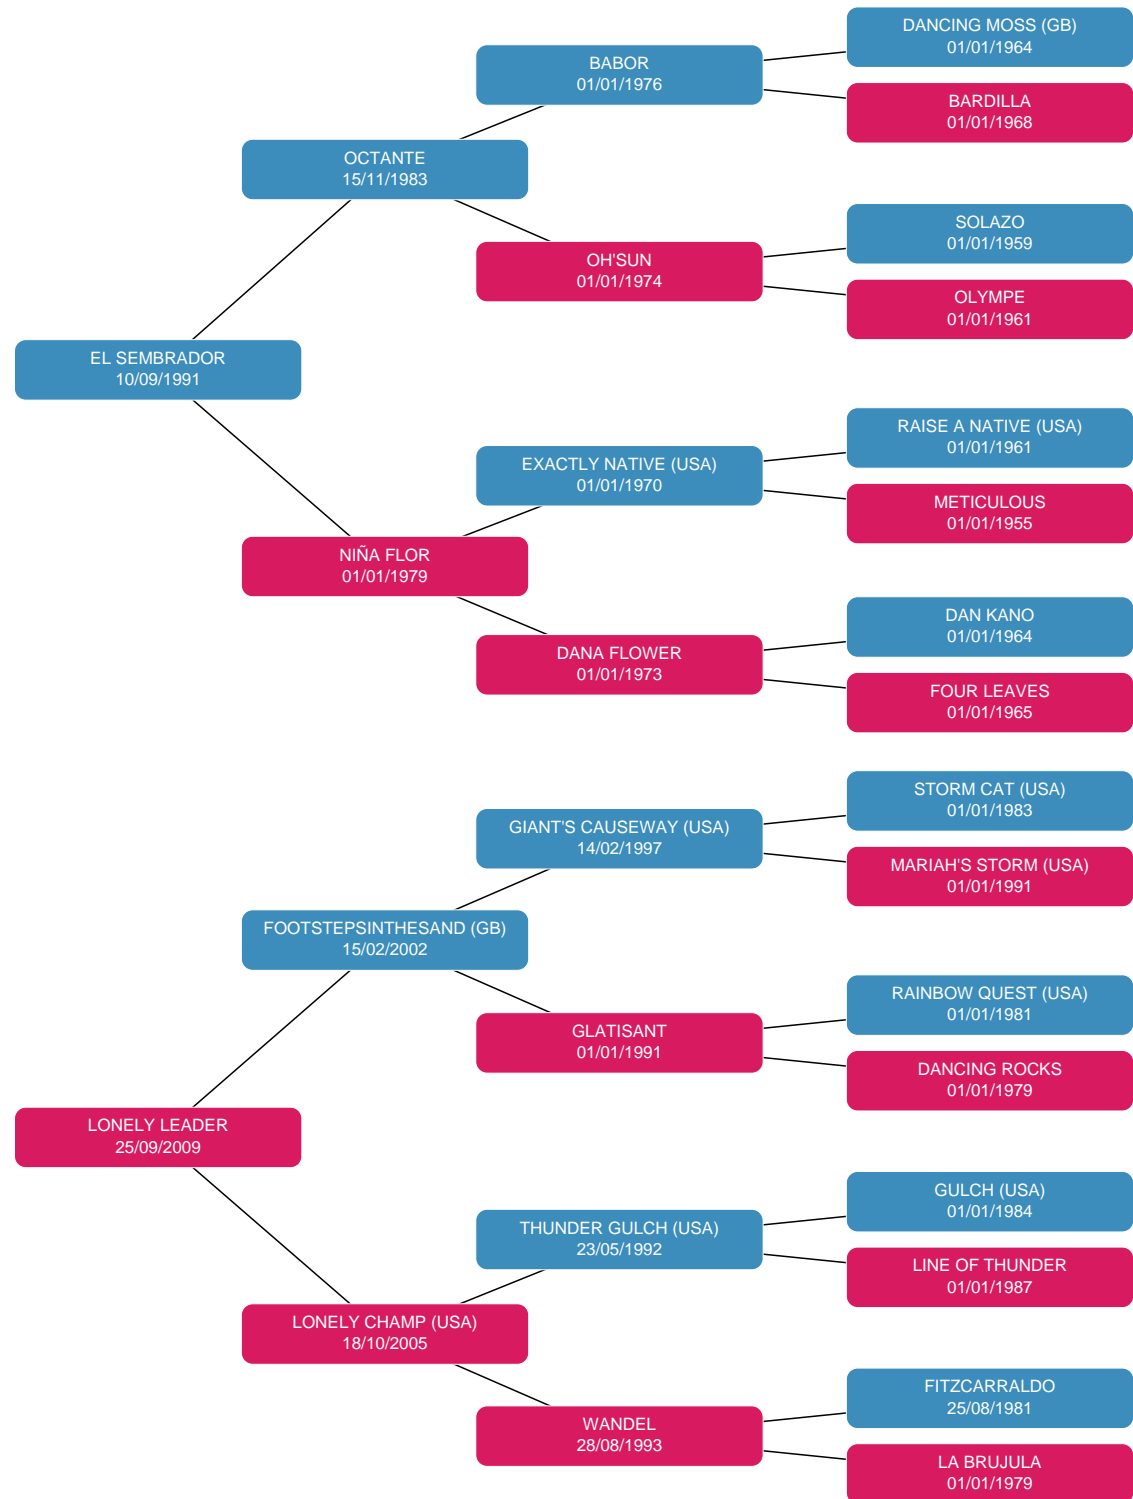 DANCING MOSS (GB)
01/01/1964
BABOR
01/01/1976
BARDILLA
01/01/1968
OCTANTE
15/11/1983
SOLAZO
01/01/1959
OH'SUN
01/01/1974
OLYMPE
01/01/1961
EL SEMBRADOR
10/09/1991
RAISE A NATIVE (USA)
01/01/1961
EXACTLY NATIVE (USA)
01/01/1970
METICULOUS
01/01/1955
NIÑA FLOR
01/01/1979
DAN KANO
01/01/1964
DANA FLOWER
01/01/1973
FOUR LEAVES
01/01/1965
STORM CAT (USA)
01/01/1983
GIANT'S CAUSEWAY (USA)
14/02/1997
MARIAH'S STORM (USA)
01/01/1991
FOOTSTEPSINTHESAND (GB)
15/02/2002
RAINBOW QUEST (USA)
01/01/1981
GLATISANT
01/01/1991
DANCING ROCKS
01/01/1979
LONELY LEADER
25/09/2009
GULCH (USA)
01/01/1984
THUNDER GULCH (USA)
23/05/1992
LINE OF THUNDER
01/01/1987
LONELY CHAMP (USA)
18/10/2005
FITZCARRALDO
25/08/1981
WANDEL
28/08/1993
LA BRUJULA
01/01/1979